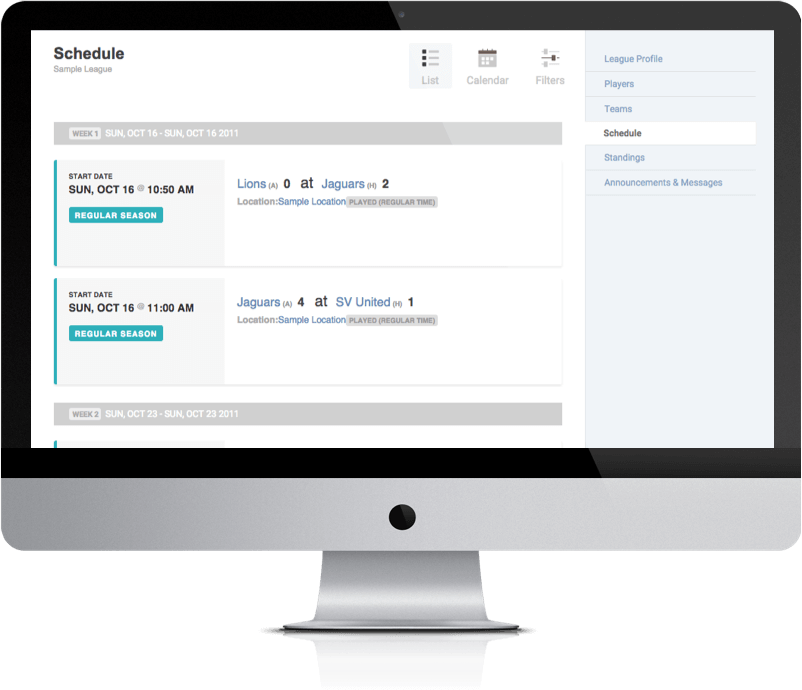 Schedule
Sample League
List
Calendar
Filters
League Profile
Players
Teams
Schedule
Standings
Announcements & Messages
WEEK 1 SUN, OCT 16 - SUN, OCT 16 2011
START DATE
SUN, OCT 16 @ 10:50 AM
REGULAR SEASON
Lions (A) 0 at Jaguars (H) 2
Location:Sample Location PLAYED (REGULAR TIME)
START DATE
SUN, OCT 16 @ 11:00 AM
REGULAR SEASON
Jaguars (A) 4 at SV United (H) 1
Location:Sample Location PLAYED (REGULAR TIME)
WEEK 2 SUN, OCT 23 - SUN, OCT 23 2011